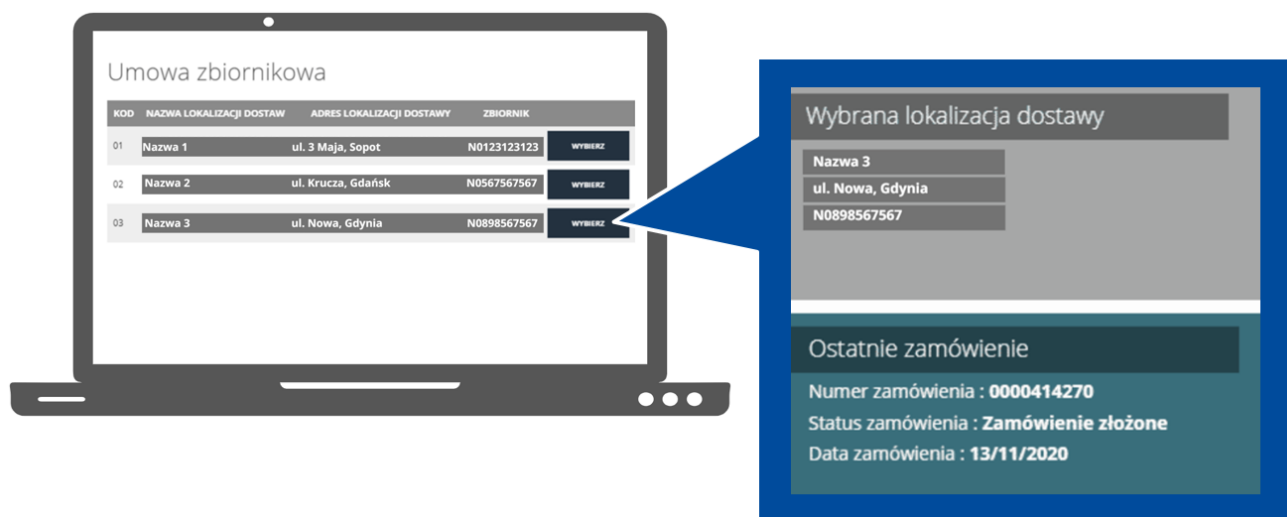 Umowa zbiornikowa
KOD NAZWA LOKALIZACJI DOSTAW ADRES LOKALIZACJI DOSTAWY ZBIORNIK
01 Nazwa 1 ul. 3 Maja, Sopot N0123123123 WYBIERZ
02 Nazwa 2 ul. Krucza, Gdańsk N0567567567 WYBIERZ
03 Nazwa 3 ul. Nowa, Gdynia N0898567567 WYBIERZ
Wybrana lokalizacja dostawy
Nazwa 3
ul. Nowa, Gdynia
N0898567567
Ostatnie zamówienie
Numer zamówienia : 0000414270
Status zamówienia : Zamówienie złożone
Data zamówienia : 13/11/2020